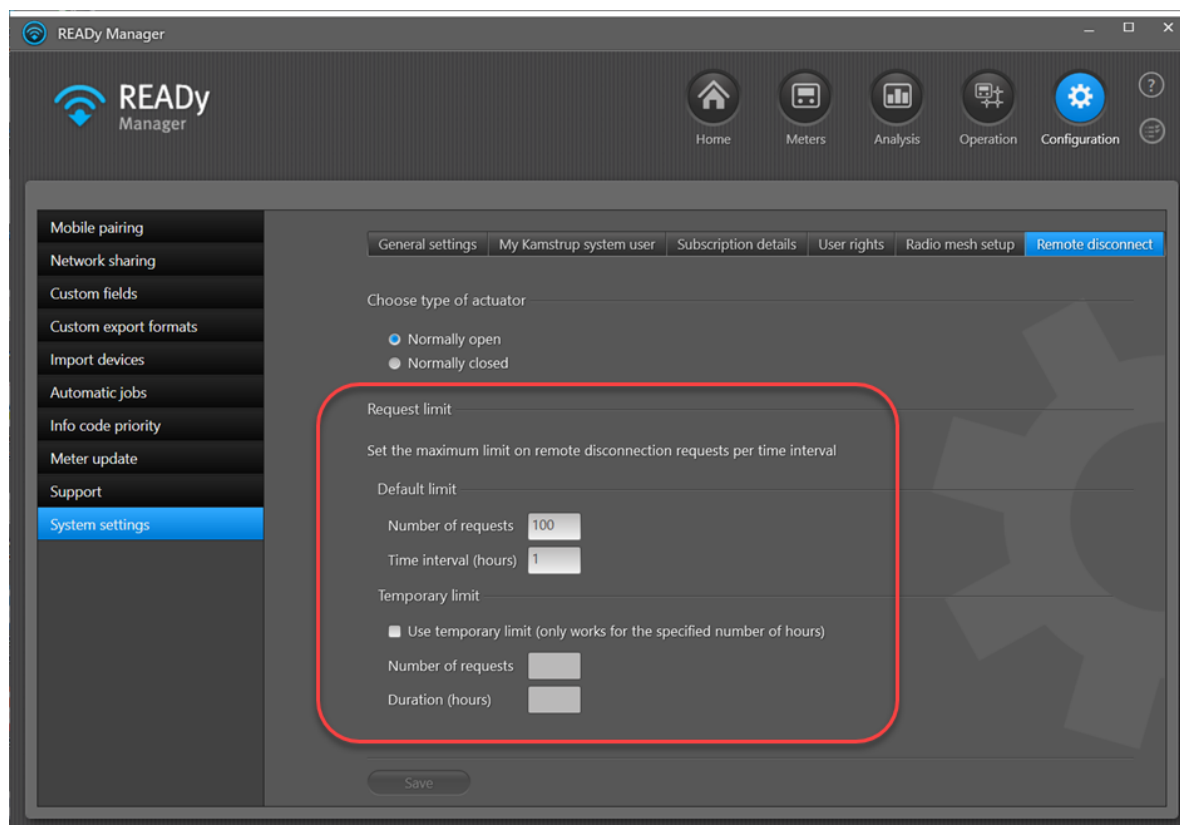 READy Manager
READy
Manager
Home
Meters
Analysis
Operation
Configuration
?
Mobile pairing
Network sharing
Custom fields
Custom export formats
Import devices
Automatic jobs
Info code priority
Meter update
Support
System settings
General settings
My Kamstrup system user
Subscription details
User rights
Radio mesh setup
Remote disconnect
Choose type of actuator
Normally open
Normally closed
Request limit
Set the maximum limit on remote disconnection requests per time interval
Default limit
Number of requests 100
Time interval (hours) 1
Temporary limit
Use temporary limit (only works for the specified number of hours)
Number of requests
Duration (hours)
Save